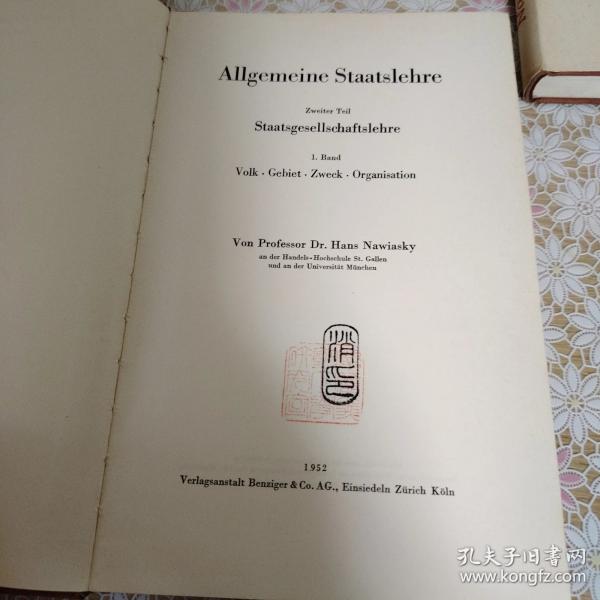 Allgemeine Staatslehre
Zweiter Teil
Staatsgesellschaftslehre
1. Band
Volk · Gebiet · Zweck · Organisation
Von Professor Dr. Hans Nawiasky
an der Handels-Hochschule St. Gallen
und an der Universität München
消印
1952
Verlagsanstalt Benziger & Co. AG., Einsiedeln Zürich Köln
孔夫子旧书网
www.kongfz.com